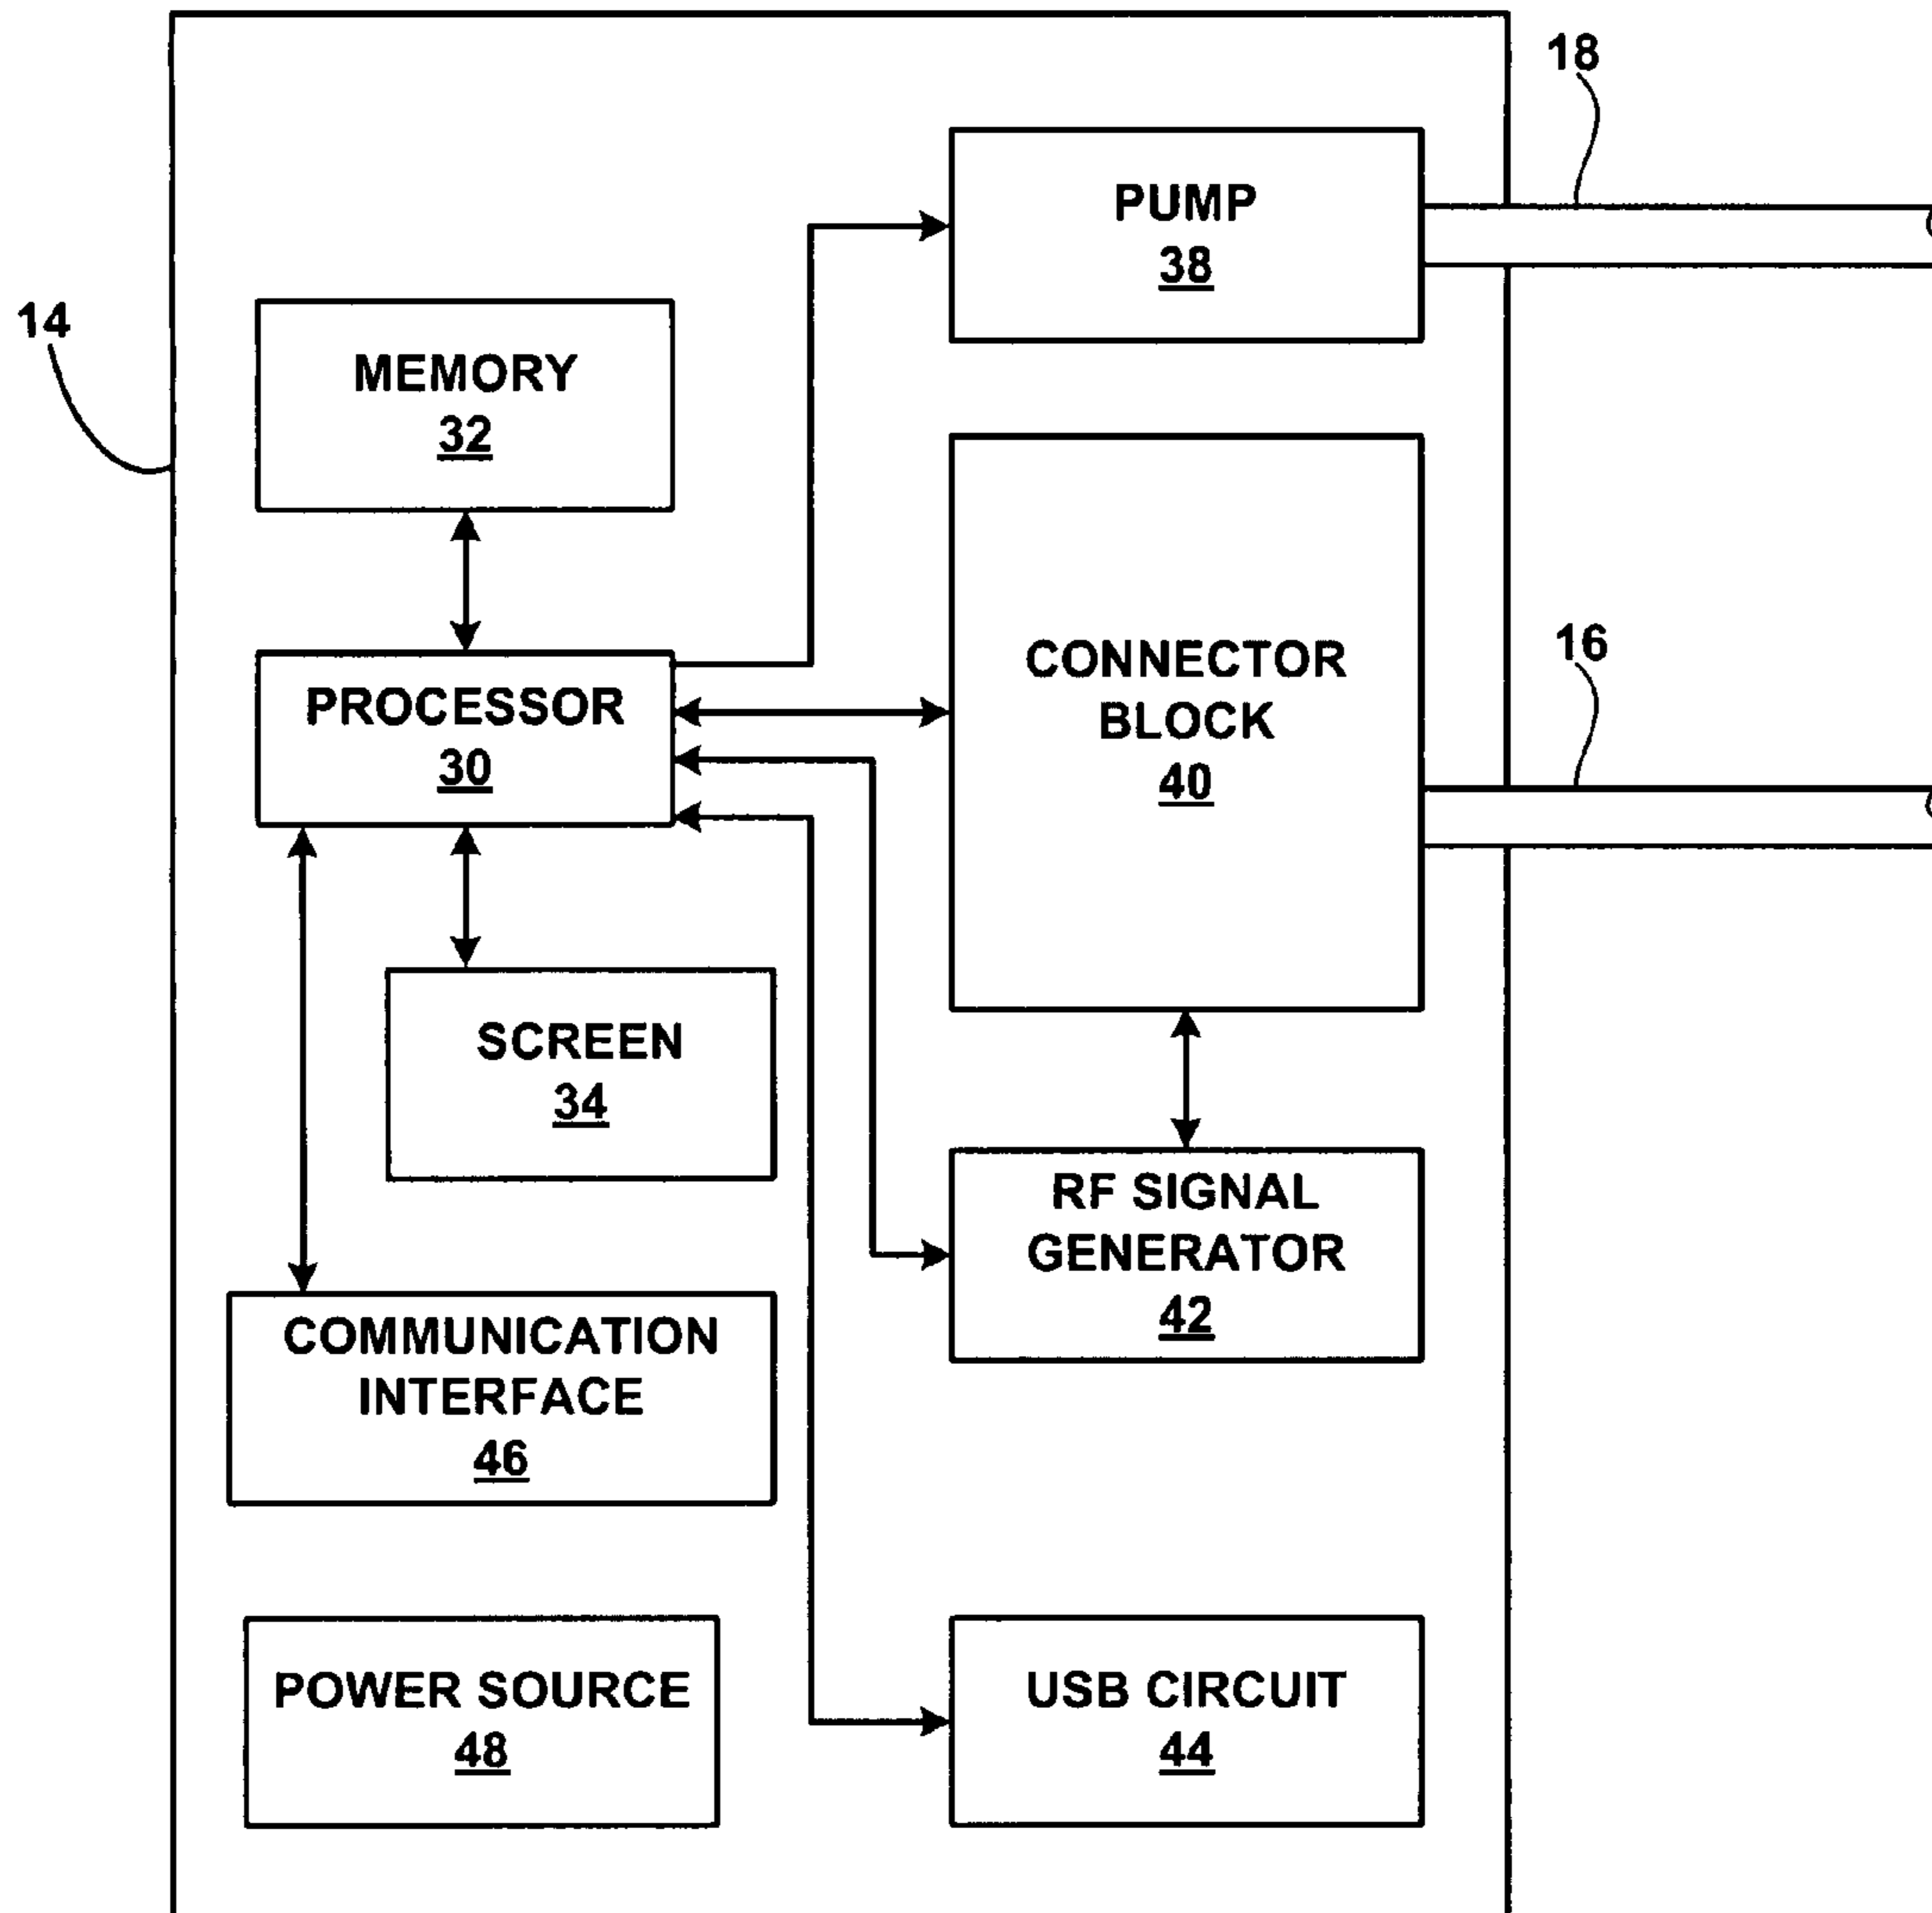 18
PUMP
38
14
MEMORY
32
CONNECTOR
BLOCK
40
16
PROCESSOR
30
SCREEN
34
RF SIGNAL
GENERATOR
42
COMMUNICATION
INTERFACE
46
POWER SOURCE
48
USB CIRCUIT
44